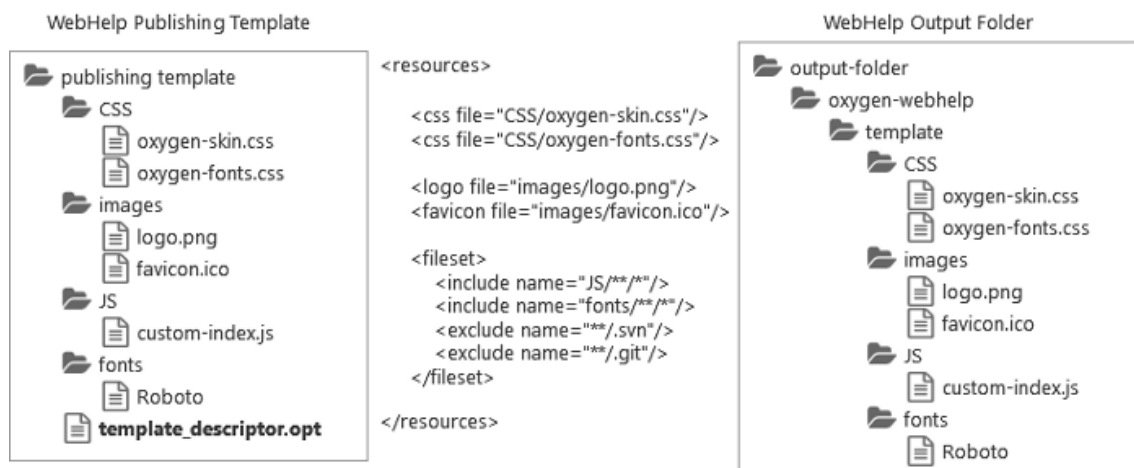 WebHelp Publishing Template
publishing template
CSS
oxygen-skin.css
oxygen-fonts.css
images
logo.png
favicon.ico
JS
custom-index.js
fonts
Roboto
template_descriptor.opt
<resources>
<css file="CSS/oxygen-skin.css"/>
<css file="CSS/oxygen-fonts.css"/>
<logo file="images/logo.png"/>
<favicon file="images/favicon.ico"/>
<fileset>
<include name="JS/**/*"/>
<include name="fonts/**/*"/>
<exclude name="**/.svn"/>
<exclude name="**/.git"/>
</fileset>
</resources>
WebHelp Output Folder
output-folder
oxygen-webhelp
template
CSS
oxygen-skin.css
oxygen-fonts.css
images
logo.png
favicon.ico
JS
custom-index.js
fonts
Roboto